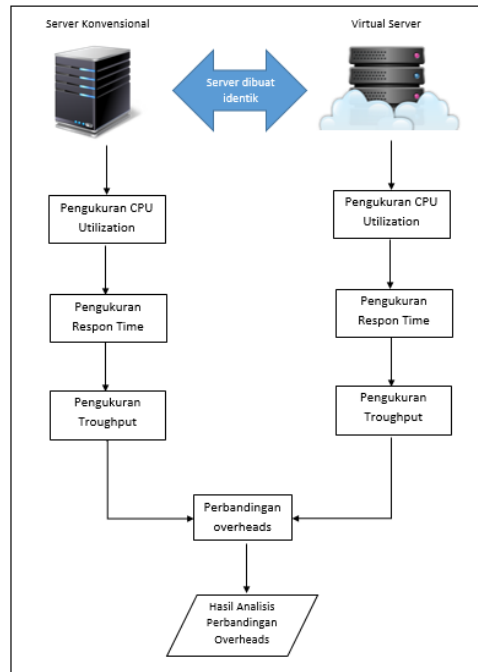 Server Konvensional
Virtual Server
Server dibuat
identik
Pengukuran CPU
Utilization
Pengukuran CPU
Utilization
Pengukuran
Respon Time
Pengukuran
Respon Time
Pengukuran
Troughput
Pengukuran
Troughput
Perbandingan
overheads
Hasil Analisis
Perbandingan
Overheads